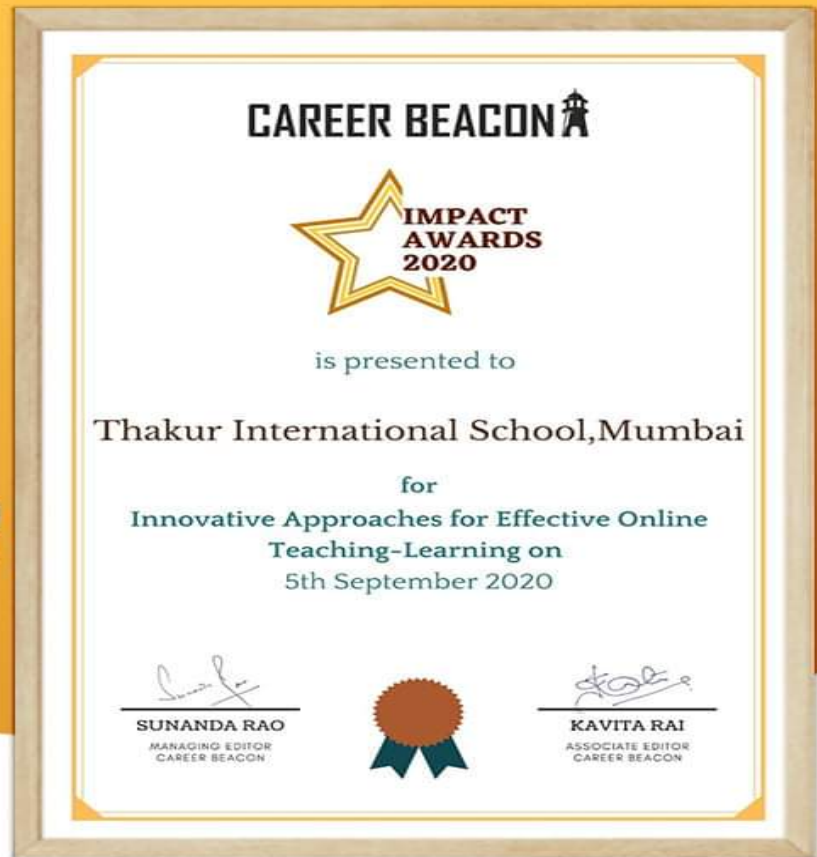 CAREER BEACON
IMPACT
AWARDS
2020
is presented to
Thakur International School,Mumbai
for
Innovative Approaches for Effective Online
Teaching-Learning on
5th September 2020
SUNANDA RAO
MANAGING EDITOR
CAREER BEACON
KAVITA RAI
ASSOCIATE EDITOR
CAREER BEACON